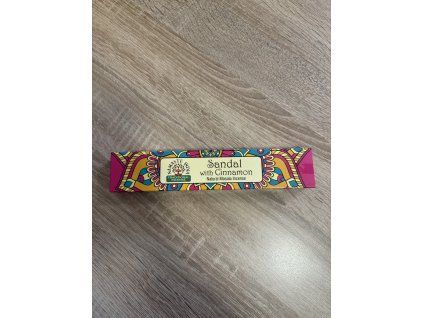 Sandal
with Cinnamon
Natural Masala Incense